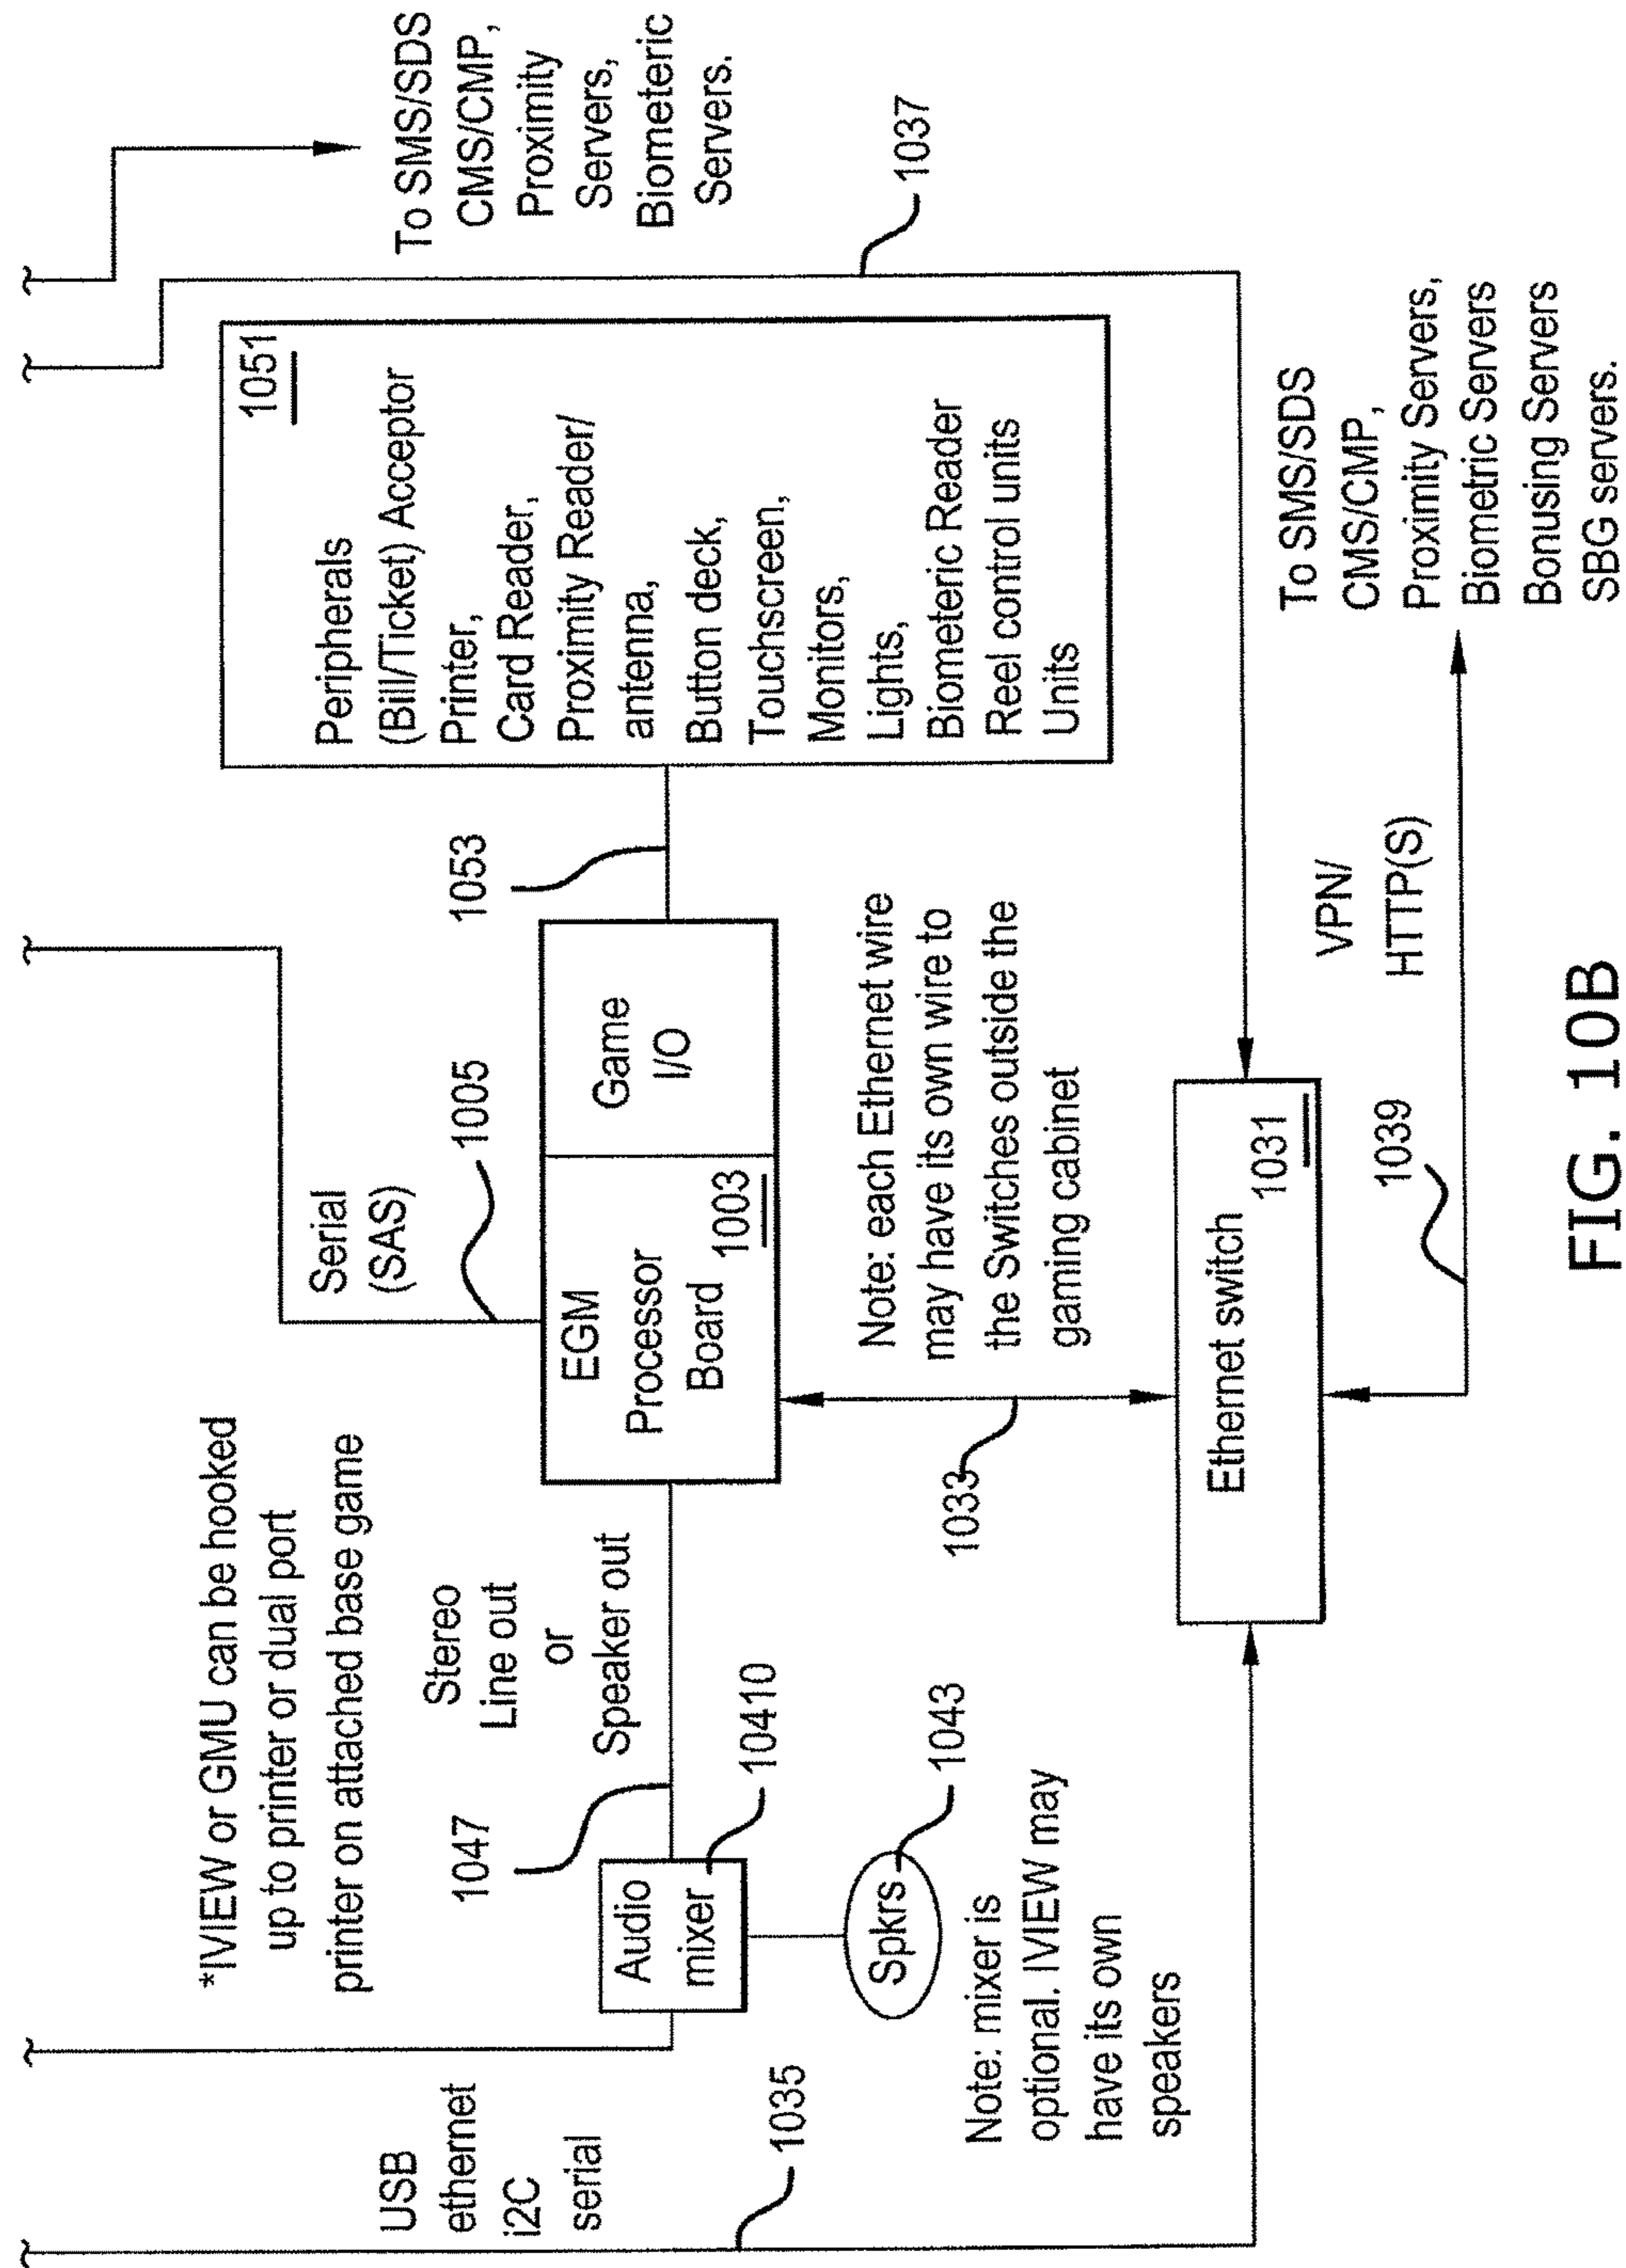 *IVIEW or GMU can be hooked
up to printer or dual port
printer on attached base game
USB
ethernet
i2C
serial
1035
Serial
(SAS)
1005
To SMS/SDS
CMS/CMP,
Proximity
Servers,
Biometeric
Servers.
1037
1047
Stereo
Line out
or
Speaker out
Audio
mixer
10410
Spkrs
1043
Note: mixer is
optional. IVIEW may
have its own
speakers
EGM
Processor
Board
1003
Game
I/O
1053
1051
Peripherals
(Bill/Ticket) Acceptor
Printer,
Card Reader,
Proximity Reader/
antenna,
Button deck,
Touchscreen,
Monitors,
Lights,
Biometeric Reader
Reel control units
Units
1033
Note: each Ethernet wire
may have its own wire to
the Switches outside the
gaming cabinet
Ethernet switch
1031
1039
VPN/
HTTP(S)
To SMS/SDS
CMS/CMP,
Proximity Servers,
Biometric Servers
Bonusing Servers
SBG servers.
FIG. 10B